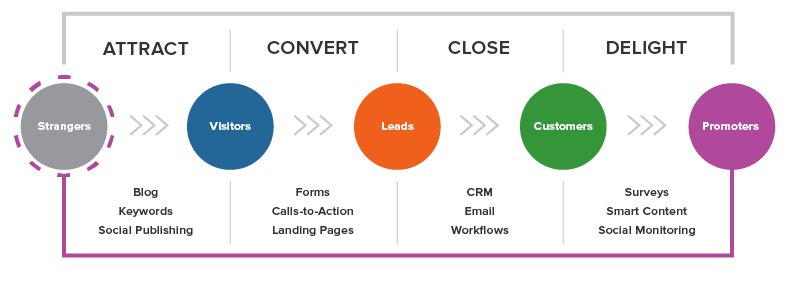 ATTRACT
CONVERT
CLOSE
DELIGHT
Strangers
Visitors
Leads
Customers
Promoters
Blog
Keywords
Social Publishing
Forms
Calls-to-Action
Landing Pages
CRM
Email
Workflows
Surveys
Smart Content
Social Monitoring